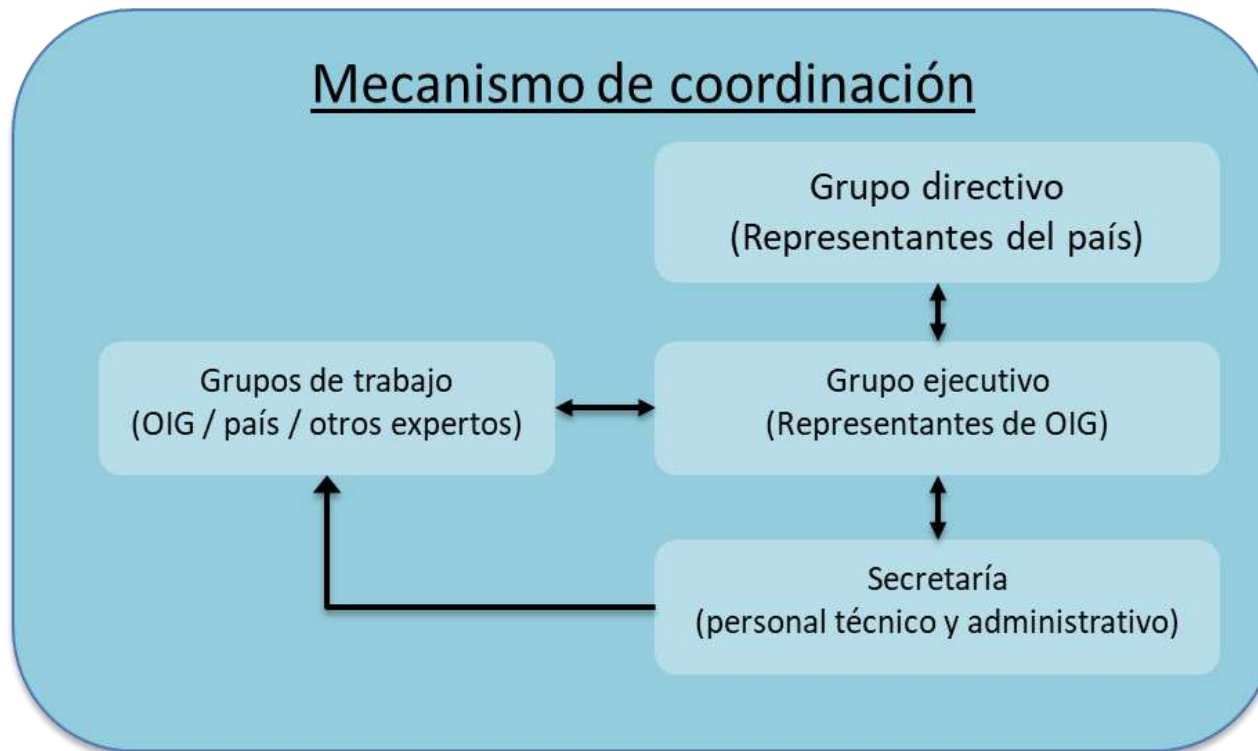 Mecanismo de coordinación
Grupo directivo
(Representantes del país)
Grupos de trabajo
(OIG / país / otros expertos)
Grupo ejecutivo
(Representantes de OIG)
Secretaría
(personal técnico y administrativo)